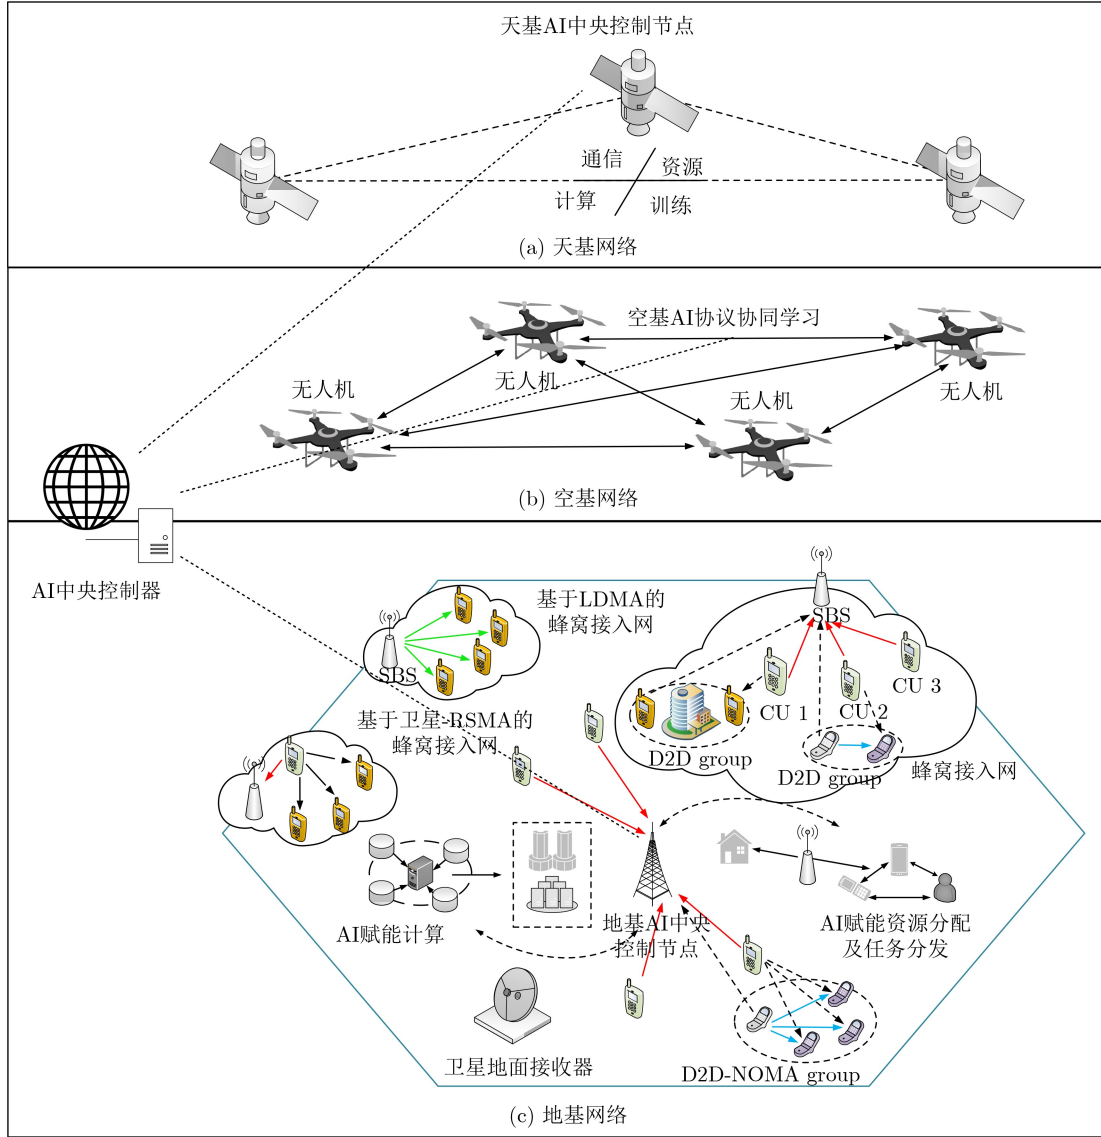 天基AI中央控制节点
通信
资源
计算
训练
(a) 天基网络
空基AI协议协同学习
无人机
无人机
无人机
无人机
(b) 空基网络
AI中央控制器
基于LDMA的
蜂窝接入网
SBS
SBS
CU 3
CU 1
CU 2
基于卫星-RSMA的
蜂窝接入网
D2D group
D2D group
蜂窝接入网
AI赋能计算
地基AI中央
控制节点
AI赋能资源分配
及任务分发
卫星地面接收器
D2D-NOMA group
(c) 地基网络